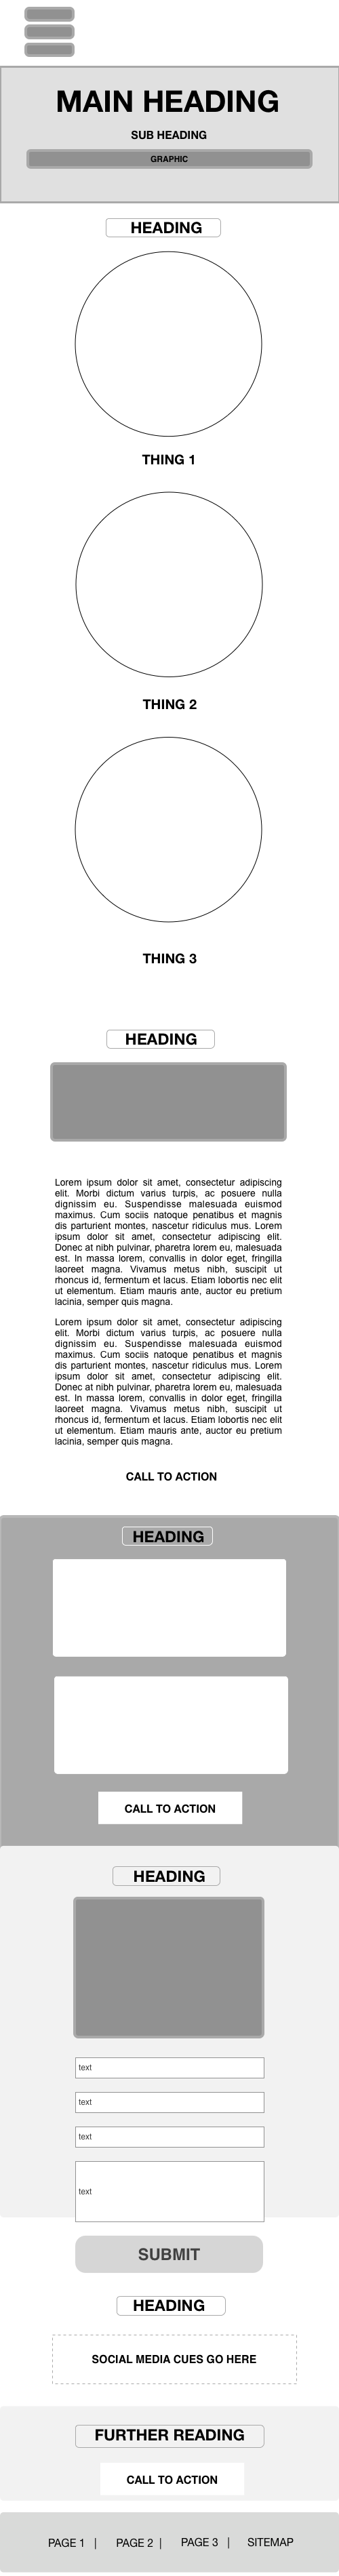 MAIN HEADING
SUB HEADING
GRAPHIC
HEADING
THING 1
THING 2
THING 3
HEADING
Lorem ipsum dolor sit amet, consectetur adipiscing
elit. Morbi dictum varius turpis, ac posuere nulla
dignissim eu. Suspendisse malesuada euismod
maximus. Cum sociis natoque penatibus et magnis
dis parturient montes, nascetur ridiculus mus. Lorem
ipsum dolor sit amet, consectetur adipiscing elit.
Donec at nibh pulvinar, pharetra lorem eu, malesuada
est. In massa lorem, convallis in dolor eget, fringilla
laoreet magna. Vivamus metus nibh, suscipit ut
rhoncus id, fermentum et lacus. Etiam lobortis nec elit
ut elementum. Etiam mauris ante, auctor eu pretium
lacinia, semper quis magna.
Lorem ipsum dolor sit amet, consectetur adipiscing
elit. Morbi dictum varius turpis, ac posuere nulla
dignissim eu. Suspendisse malesuada euismod
maximus. Cum sociis natoque penatibus et magnis
dis parturient montes, nascetur ridiculus mus. Lorem
ipsum dolor sit amet, consectetur adipiscing elit.
Donec at nibh pulvinar, pharetra lorem eu, malesuada
est. In massa lorem, convallis in dolor eget, fringilla
laoreet magna. Vivamus metus nibh, suscipit ut
rhoncus id, fermentum et lacus. Etiam lobortis nec elit
ut elementum. Etiam mauris ante, auctor eu pretium
lacinia, semper quis magna.
CALL TO ACTION
HEADING
CALL TO ACTION
HEADING
text
text
text
text
SUBMIT
HEADING
SOCIAL MEDIA CUES GO HERE
FURTHER READING
CALL TO ACTION
PAGE 1 | PAGE 2 | PAGE 3 | SITEMAP